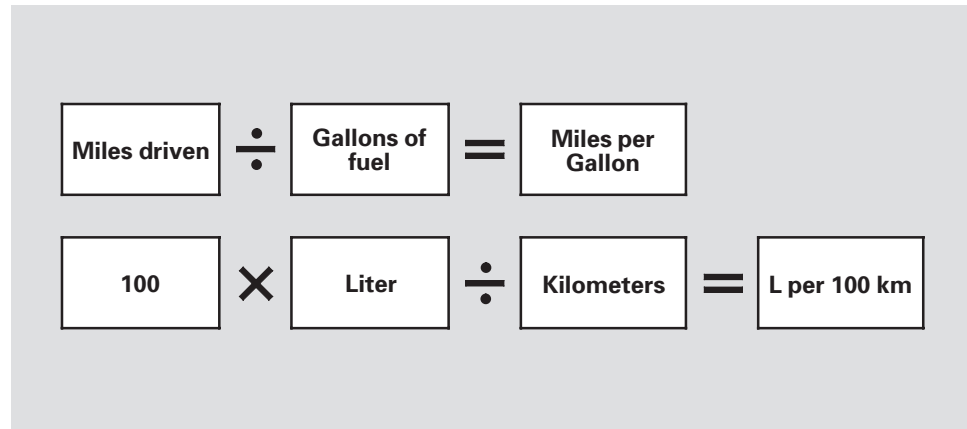 Miles driven ÷ Gallons of fuel = Miles per Gallon
100 × Liter ÷ Kilometers = L per 100 km